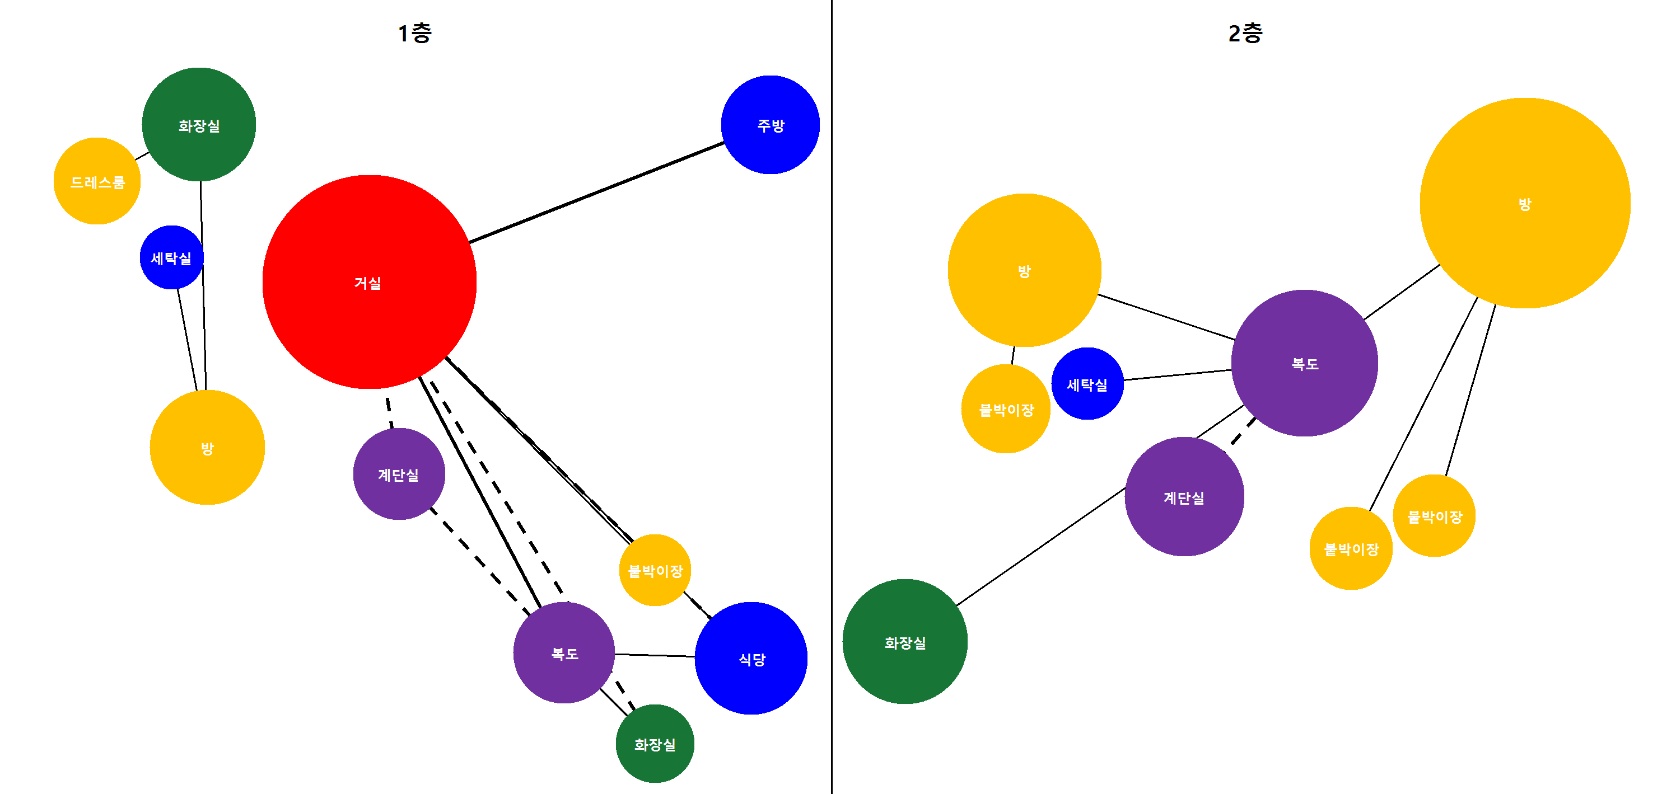 1층
화장실
주방
드레스룸
세탁실
거실
방
계단실
붙박이장
복도
식당
화장실
2층
방
방
복도
세탁실
붙박이장
계단실
붙박이장
붙박이장
화장실